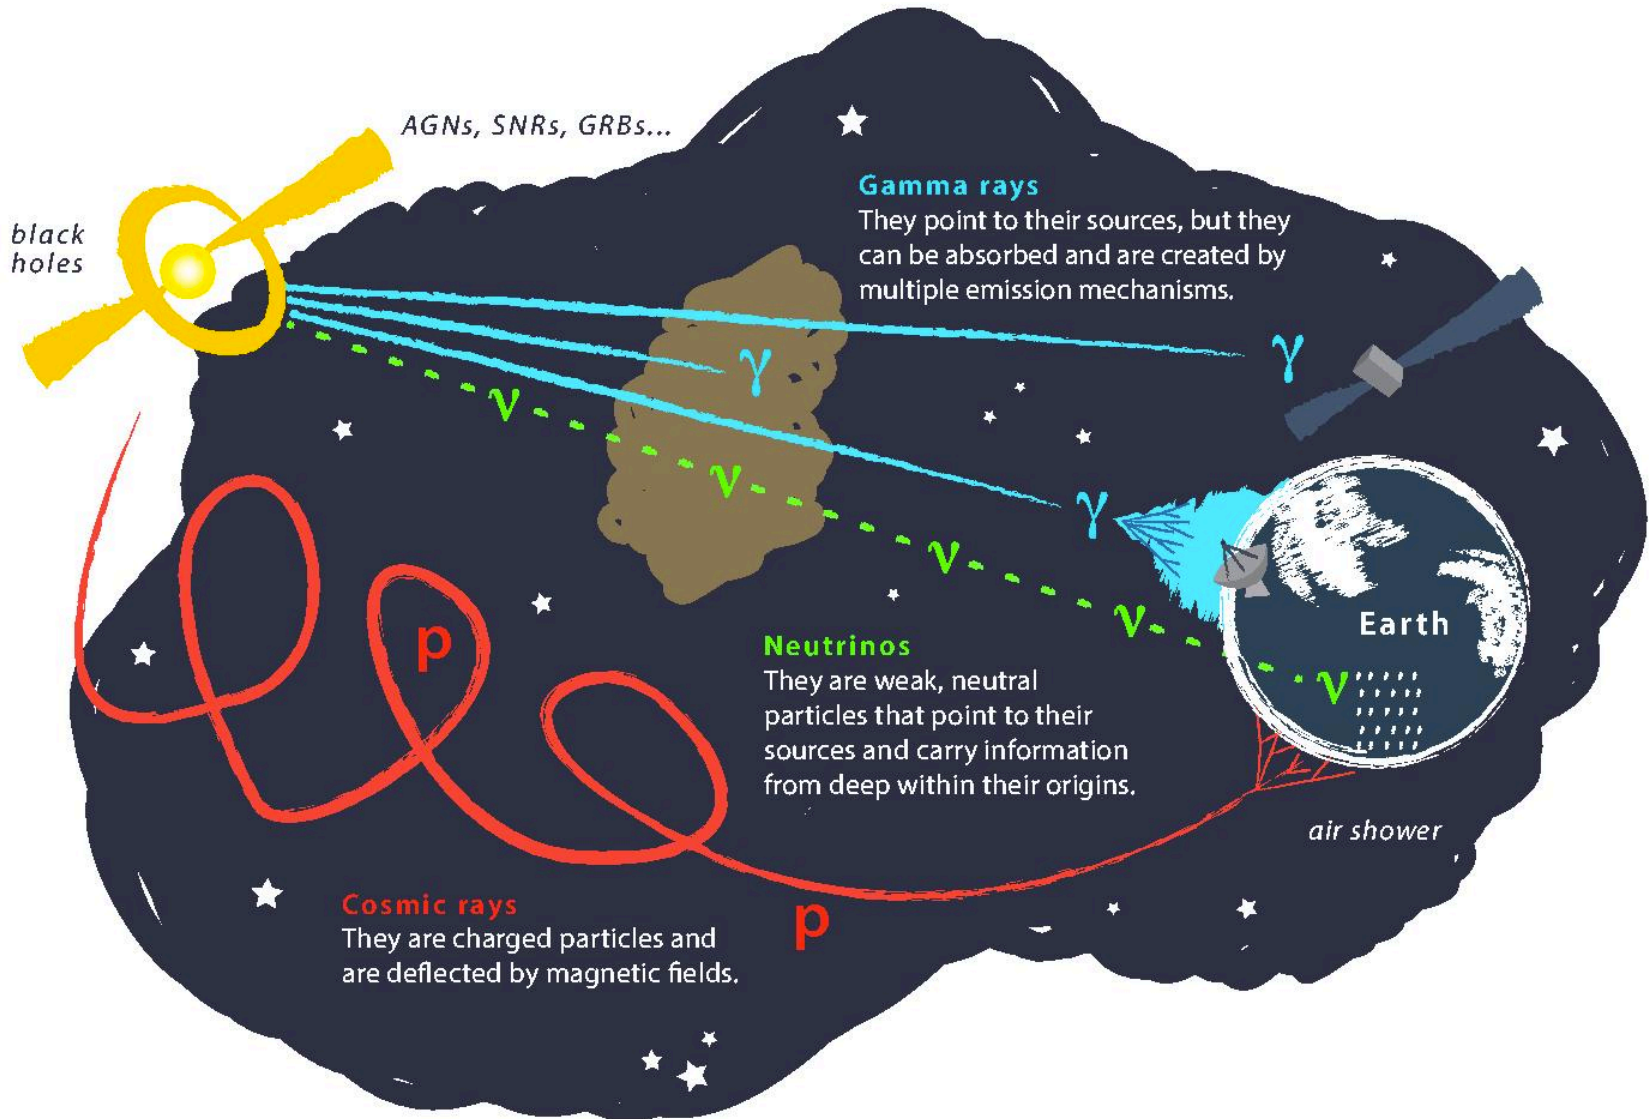 AGNs, SNRs, GRBs...
black
holes
Gamma rays
They point to their sources, but they
can be absorbed and are created by
multiple emission mechanisms.
γ
γ
ν
ν
γ
ν
ν
Earth
ν
p
Neutrinos
They are weak, neutral
particles that point to their
sources and carry information
from deep within their origins.
air shower
Cosmic rays
They are charged particles and
are deflected by magnetic fields.
p